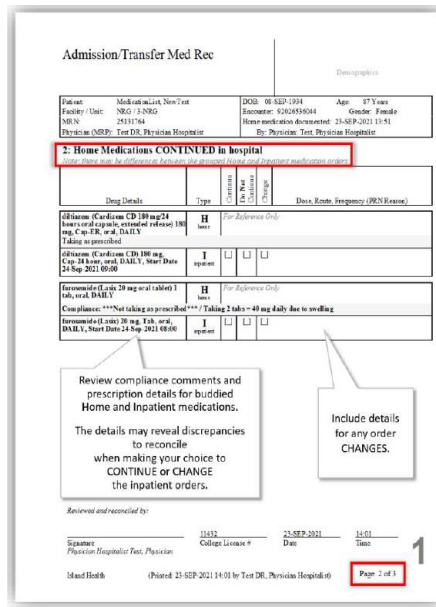 Admission/Transfer Med Rec
Demographics
Patient: MedicationList, NewTest DOB: 08-SEP-1934 Age: 87 Years
Facility / Unit: NRG / 3-NRG Encounter: 92026536044 Gender: Female
MRN: 25131764 Home medication documented: 23-SEP-2021 13:51
Physician (MRP): Test DR, Physician Hospitalist By: Physician: Test, Physician Hospitalist
2: Home Medications CONTINUED in hospital
Note: there may be differences between the grouped Home and Inpatient medication orders
Drug Details Type Continue Do Not Continue Change Dose, Route, Frequency (PRN Reason)
diltiazem (Cardizem CD 180 mg/24 H For Reference Only
hours oral capsule, extended release) 180 home
mg, Cap-ER, oral, DAILY
Taking as prescribed
diltiazem (Cardizem CD) 180 mg, I
Cap-24 hour, oral, DAILY, Start Date inpatient
24-Sep-2021 09:00
furosemide (Lasix 20 mg oral tablet) 1 H For Reference Only
tab, oral, DAILY home
Compliance: ***Not taking as prescribed*** / Taking 2 tabs = 40 mg daily due to swelling
furosemide (Lasix) 20 mg, Tab, oral, I
DAILY, Start Date 24-Sep-2021 08:00 inpatient
Review compliance comments and
prescription details for buddied
Home and Inpatient medications.
The details may reveal discrepancies
to reconcile
when making your choice to
CONTINUE or CHANGE
the inpatient orders.
Include details
for any order
CHANGES.
Reviewed and reconciled by:
11432 23-SEP-2021 14:01
Signature College License # Date Time
Physician Hospitalist Test, Physician
1
Island Health (Printed: 23-SEP-2021 14:01 by Test DR, Physician Hospitalist) Page: 2 of 3